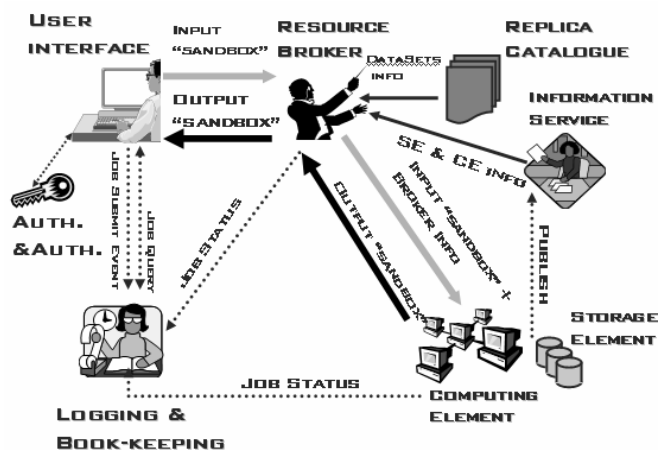 USER
INTERFACE
INPUT
"SANDBOX"
RESOURCE
BROKER
REPLICA
CATALOGUE
DATASETS
INFO
OUTPUT
"SANDBOX"
INFORMATION
SERVICE
SE & CE INFO
AUTH.
&AUTH.
JOB SUBMIT EVENT
JOB QUERY
JOB STATUS
OUTPUT "SANDBOX"
INPUT "SANDBOX" +
BROKER INFO
PUBLISH
STORAGE
ELEMENT
JOB STATUS
COMPUTING
ELEMENT
LOGGING &
BOOK-KEEPING